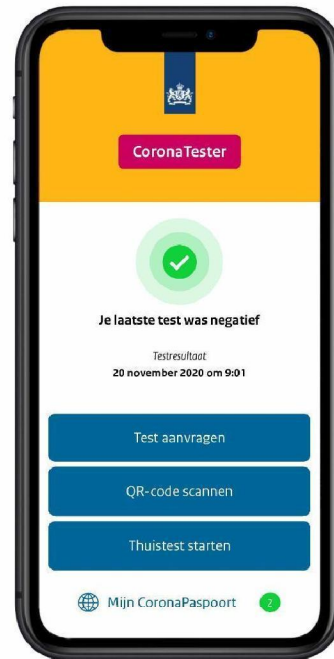 CoronaTester
Je laatste test was negatief
Testresultaat
20 november 2020 om 9:01
Test aanvragen
QR-code scannen
Thuistest starten
Mijn CoronaPaspoort 2